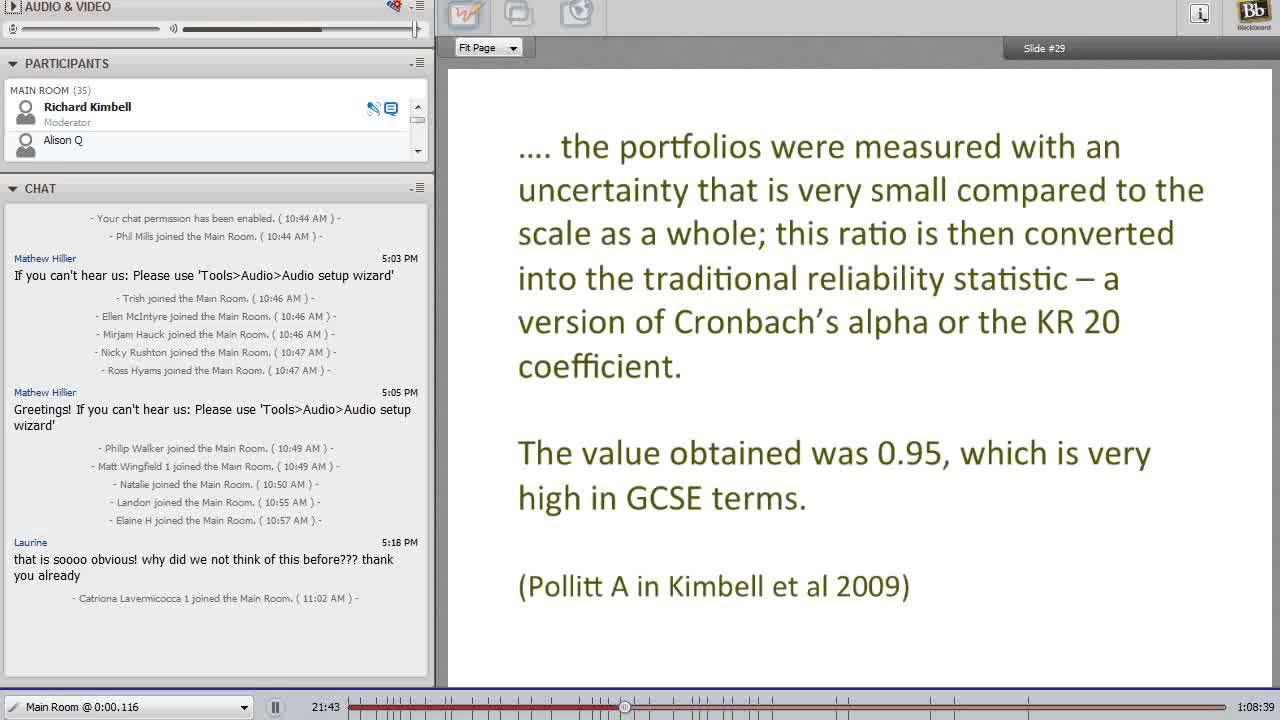 AUDIO & VIDEO
PARTICIPANTS
MAIN ROOM (35)
Richard Kimbell
Moderator
Alison Q
CHAT
- Your chat permission has been enabled. ( 10:44 AM ) -
- Phil Mills joined the Main Room. ( 10:44 AM ) -
Mathew Hillier 5:03 PM
If you can't hear us: Please use 'Tools>Audio>Audio setup wizard'
- Trish joined the Main Room. ( 10:46 AM ) -
- Ellen McIntyre joined the Main Room. ( 10:46 AM ) -
- Mirjam Hauck joined the Main Room. ( 10:46 AM ) -
- Nicky Rushton joined the Main Room. ( 10:47 AM ) -
- Ross Hyams joined the Main Room. ( 10:47 AM ) -
Mathew Hillier 5:05 PM
Greetings! If you can't hear us: Please use 'Tools>Audio>Audio setup
wizard'
- Philip Walker joined the Main Room. ( 10:49 AM ) -
- Matt Wingfield 1 joined the Main Room. ( 10:49 AM ) -
- Natalie joined the Main Room. ( 10:50 AM ) -
- Landon joined the Main Room. ( 10:55 AM ) -
- Elaine H joined the Main Room. ( 10:57 AM ) -
Laurine 5:18 PM
that is soooo obvious! why did we not think of this before??? thank
you already
- Catriona Lavermicocca 1 joined the Main Room. ( 11:02 AM ) -
Main Room @ 0:00.116
21:43
1:08:39
Fit Page
Slide #29
Bb
Blackboard
.... the portfolios were measured with an
uncertainty that is very small compared to the
scale as a whole; this ratio is then converted
into the traditional reliability statistic – a
version of Cronbach's alpha or the KR 20
coefficient.
The value obtained was 0.95, which is very
high in GCSE terms.
(Pollitt A in Kimbell et al 2009)